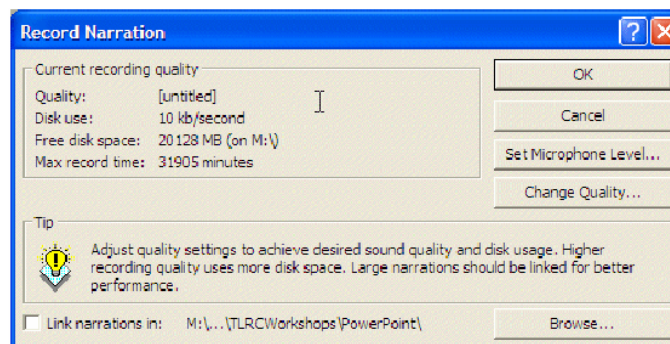 Record Narration
Current recording quality
Quality: [untitled]
Disk use: 10 kb/second
Free disk space: 20128 MB (on M:\)
Max record time: 31905 minutes
OK
Cancel
Set Microphone Level...
Change Quality...
Tip
Adjust quality settings to achieve desired sound quality and disk usage. Higher
recording quality uses more disk space. Large narrations should be linked for better
performance.
Link narrations in: M:\...\TLRCWorkshops\PowerPoint\
Browse...